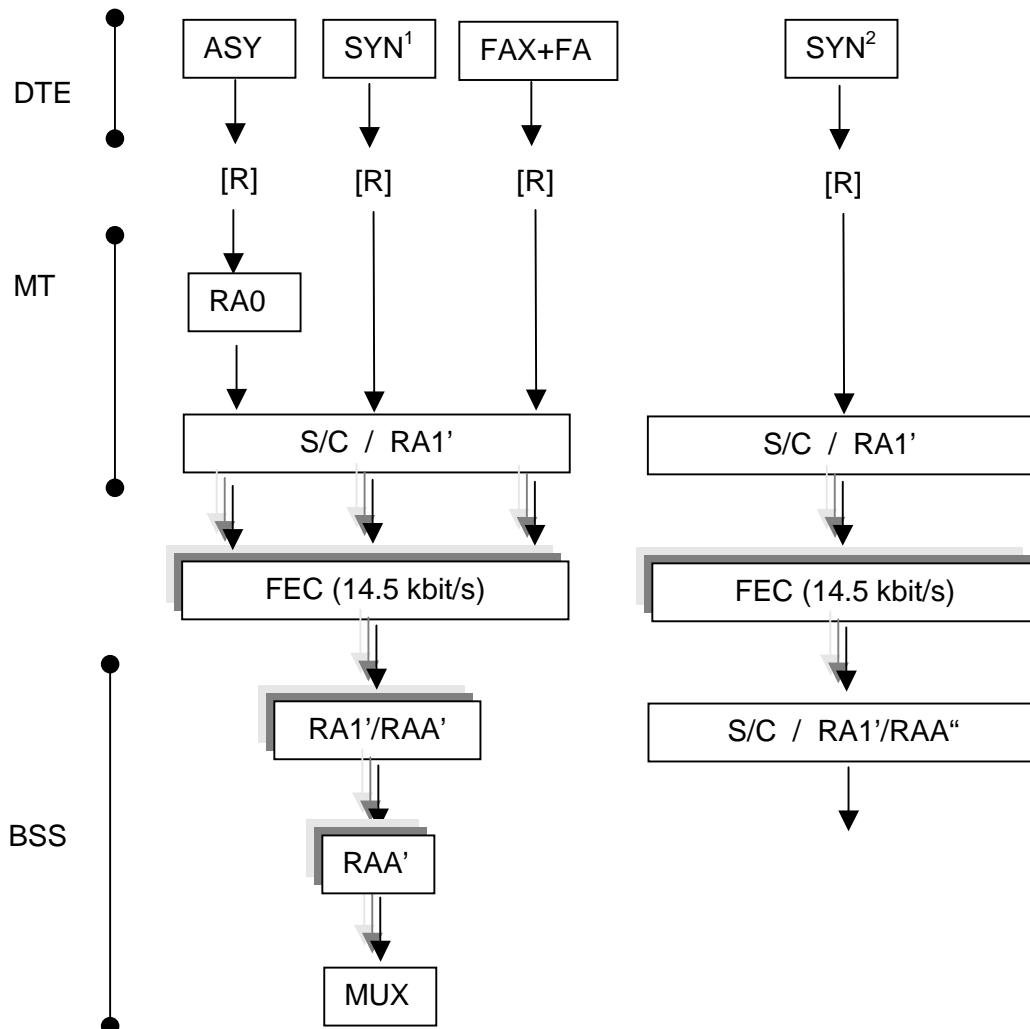 ASY SYN¹ FAX+FA SYN²
DTE
[R] [R] [R] [R]
MT
RA0
S/C / RA1’ S/C / RA1’
FEC (14.5 kbit/s) FEC (14.5 kbit/s)
RA1’/RAA’ S/C / RA1’/RAA“
BSS
RAA’
MUX